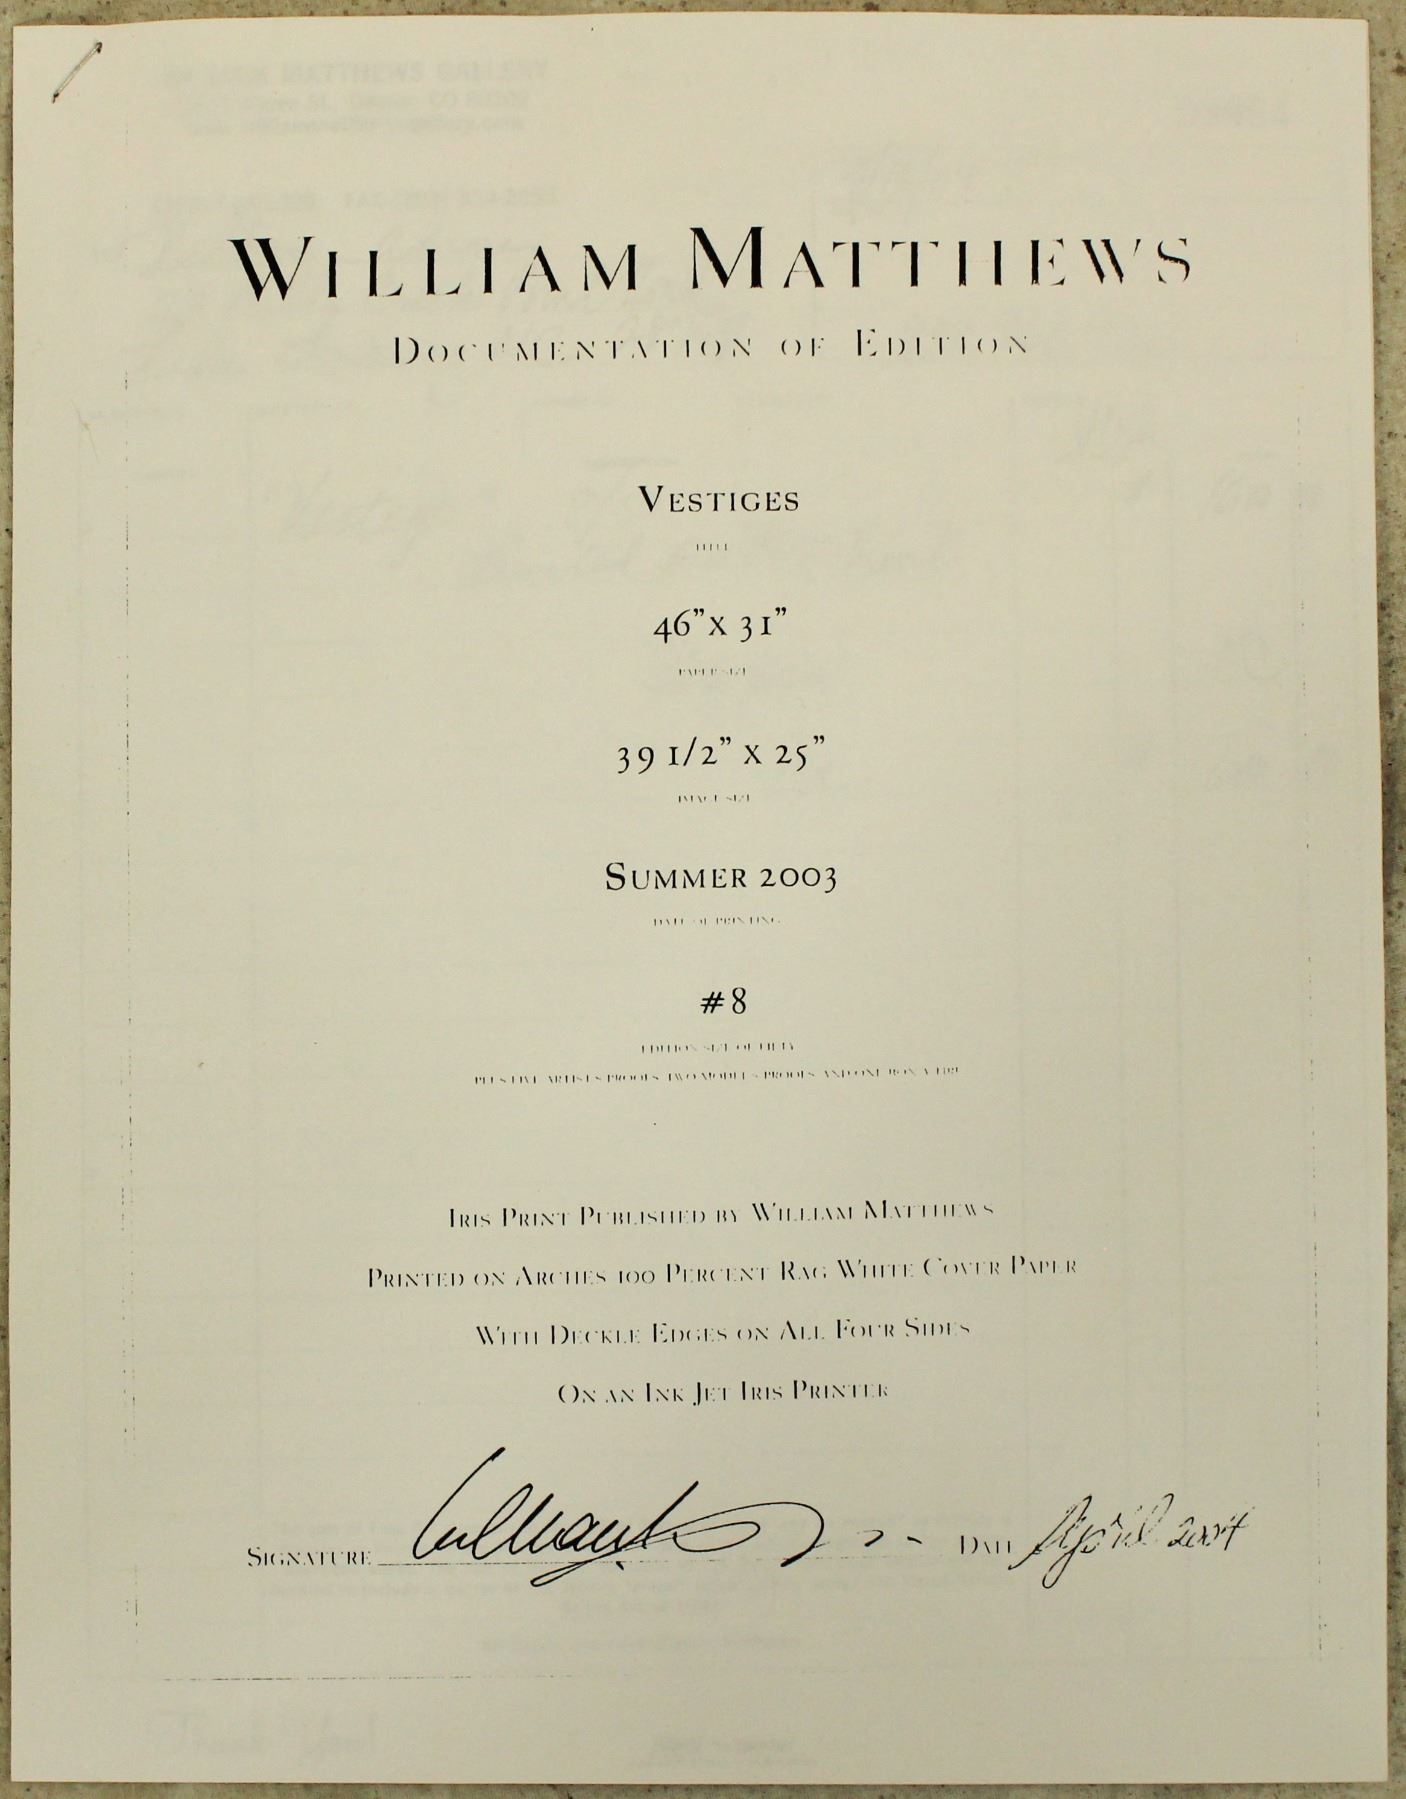 WILLIAM MATTHEWS
DOCUMENTATION OF EDITION
VESTIGES
TITLE
46” X 31”
PAPER SIZE
39 1/2” X 25”
IMAGE SIZE
SUMMER 2003
DATE OF PRINTING
#8
EDITION SIZE OF FIFTY
PLUS FIVE ARTISTS PROOFS TWO MODELS PROOFS AND ONE BON A TIRE
IRIS PRINT PUBLISHED BY WILLIAM MATTHEWS
PRINTED ON ARCHES 100 PERCENT RAG WHITE COVER PAPER
WITH DECKLE EDGES ON ALL FOUR SIDES
ON AN INK JET IRIS PRINTER
SIGNATURE DATE April 2004